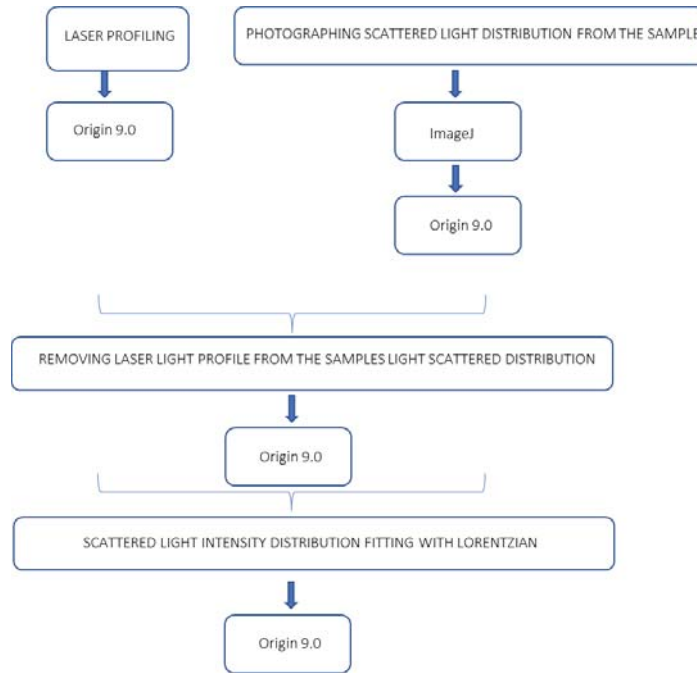 LASER PROFILING
PHOTOGRAPHING SCATTERED LIGHT DISTRIBUTION FROM THE SAMPLE
Origin 9.0
ImageJ
Origin 9.0
REMOVING LASER LIGHT PROFILE FROM THE SAMPLES LIGHT SCATTERED DISTRIBUTION
Origin 9.0
SCATTERED LIGHT INTENSITY DISTRIBUTION FITTING WITH LORENTZIAN
Origin 9.0